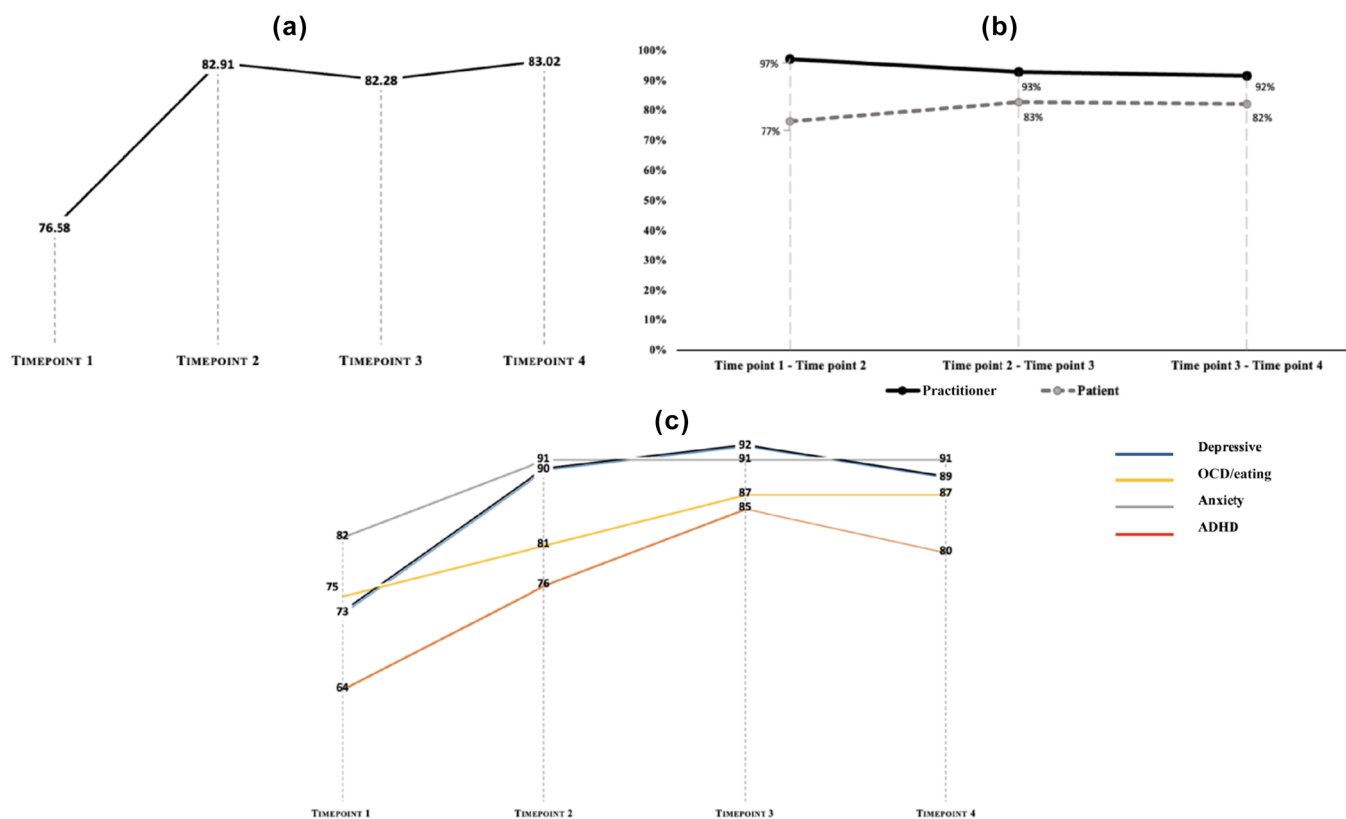 (a)
82.91
82.28
83.02
76.58
TIMEPOINT 1
TIMEPOINT 2
TIMEPOINT 3
TIMEPOINT 4
(b)
100%
90%
80%
70%
60%
50%
40%
30%
20%
10%
0%
97%
93%
92%
77%
83%
82%
Time point 1 - Time point 2
Time point 2 - Time point 3
Time point 3 - Time point 4
Practitioner
Patient
(c)
82
75
73
64
91
90
81
76
92
91
87
85
91
89
87
80
TIMEPOINT 1
TIMEPOINT 2
TIMEPOINT 3
TIMEPOINT 4
Depressive
OCD/eating
Anxiety
ADHD